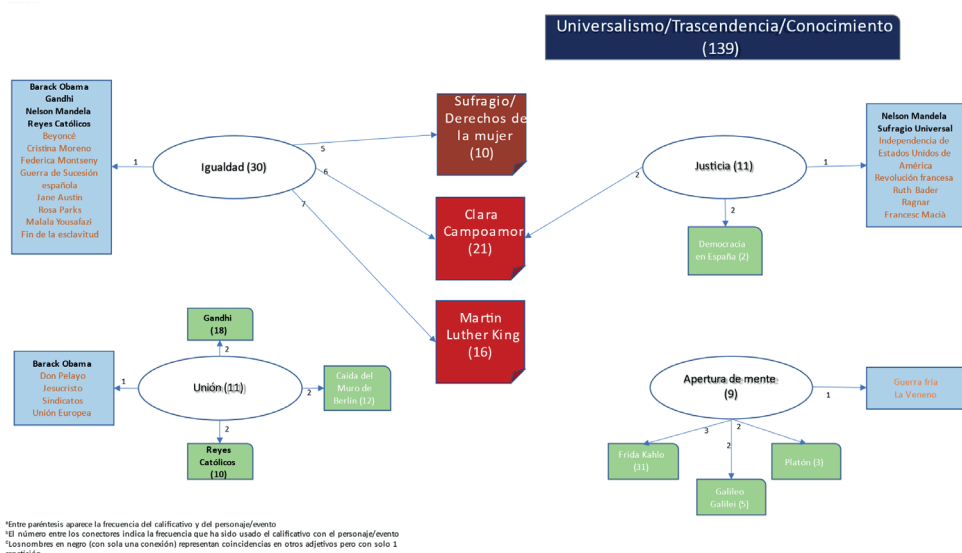 Universalismo/Trascendencia/Conocimiento
(139)
Barack Obama
Gandhi
Nelson Mandela
Reyes Católicos
Beyoncé
Cristina Moreno
Federica Montseny
Guerra de Sucesión
española
Jane Austin
Rosa Parks
Malala Yousafazi
Fin de la esclavitud
1
Igualdad (30)
5
6
7
Sufragio/
Derechos de
la mujer
(10)
Clara
Campoamor
(21)
Martin
Luther King
(16)
2
Justicia (11)
1
2
Nelson Mandela
Sufragio Universal
Independencia de
Estados Unidos de
América
Revolución francesa
Ruth Bader
Ragnar
Francesc Macià
Democracia
en España (2)
Gandhi
(18)
2
Barack Obama
Don Pelayo
Jesucristo
Sindicatos
Unión Europea
1
Unión (11)
2
Caida del
Muro de
Berlín (12)
2
Reyes
Católicos
(10)
Apertura de mente
(9)
1
Guerra fría
La Veneno
3
2
2
Frida Kahlo
(31)
Galileo
Galilei (5)
Platón (3)
ªEntre paréntesis aparece la frecuencia del calificativo y del personaje/evento
ᵇEl número entre los conectores indica la frecuencia que ha sido usado el calificativo con el personaje/evento
ᶜLosnombres en negro (con sola una conexión) representan coincidencias en otros adjetivos pero con solo 1